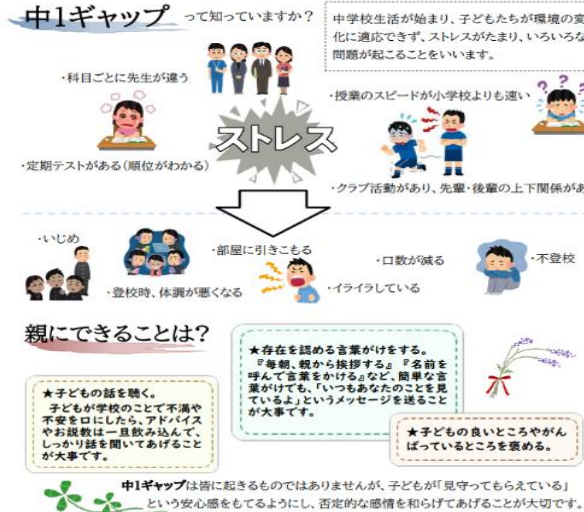 中1ギャップ って知っていますか？
中学校生活が始まり、子どもたちが環境の変
化に適応できず、ストレスがたまり、いろいろな
問題が起こることをいいます。
・科目ごとに先生が違う
・授業のスピードが小学校よりも速い
? ? ?
ストレス
・定期テストがある（順位がわかる）
・クラブ活動があり、先輩・後輩の上下関係があ
・いじめ
・部屋に引きこもる
・口数が減る
・不登校
・登校時、体調が悪くなる
・イライラしている
親にできることは？
★存在を認める言葉がけをする。
『毎朝、親から挨拶する』『名前を
呼んで言葉をかける』など、簡単な言
葉がけでも、「いつもあなたのことを見
ているよ」というメッセージを送ること
が大事です。
★子どもの話を聴く。
子どもが学校のことで不満や
不安を口にしたら、アドバイス
やお説教は一旦飲み込んで、
しっかり話を聞いてあげること
が大事です。
★子どもの良いところやがん
ばっているところを褒める。
中1ギャップは皆に起きるものではありませんが、子どもが「見守ってもらえている」
という安心感をもてるようにし、否定的な感情を和らげてあげることが大切です。